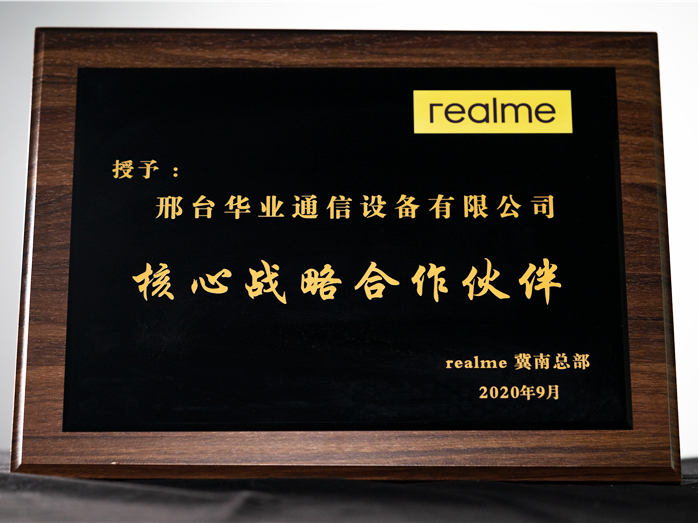 realme
授予：
邢台华业通信设备有限公司
核心战略合作伙伴
realme 冀南总部
2020年9月